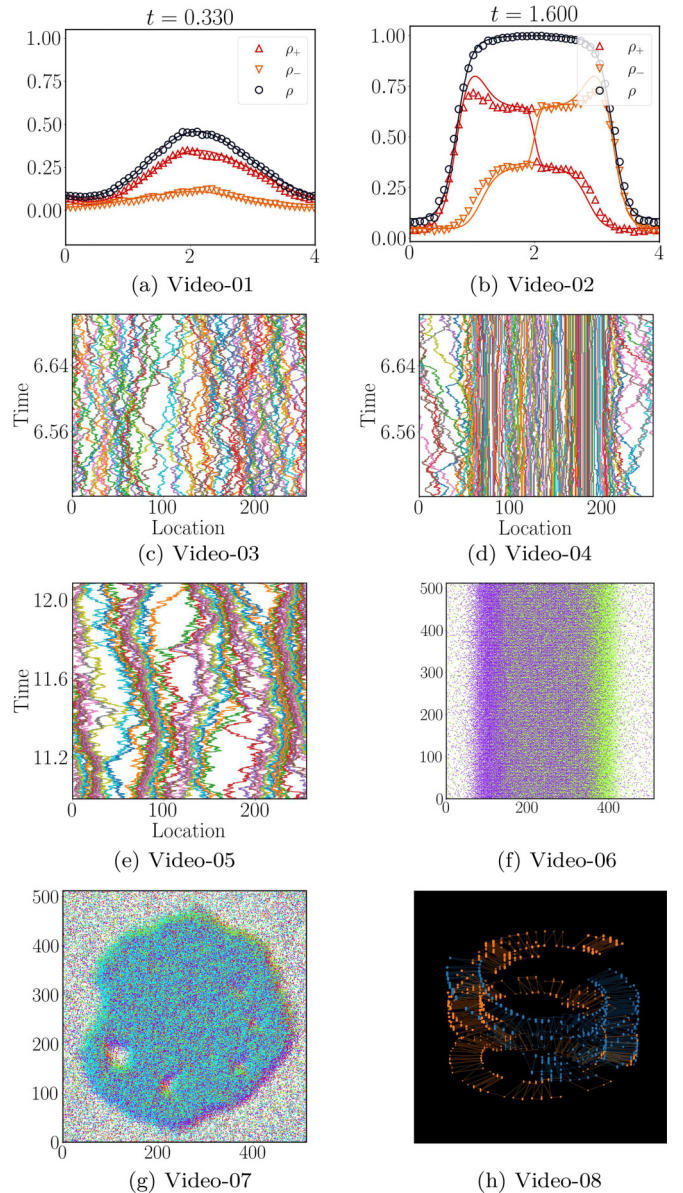 t = 0.330
1.00
0.75
0.50
0.25
0.00
ρ+
ρ−
ρ
0
2
4
(a) Video-01
t = 1.600
1.00
0.75
0.50
0.25
0.00
ρ+
ρ−
ρ
0
2
4
(b) Video-02
Time
6.64
6.56
0
100
200
Location
(c) Video-03
Time
6.64
6.56
0
100
200
Location
(d) Video-04
Time
12.0
11.6
11.2
0
100
200
Location
(e) Video-05
500
400
300
200
100
0
0
200
400
(f) Video-06
500
400
300
200
100
0
0
200
400
(g) Video-07
(h) Video-08